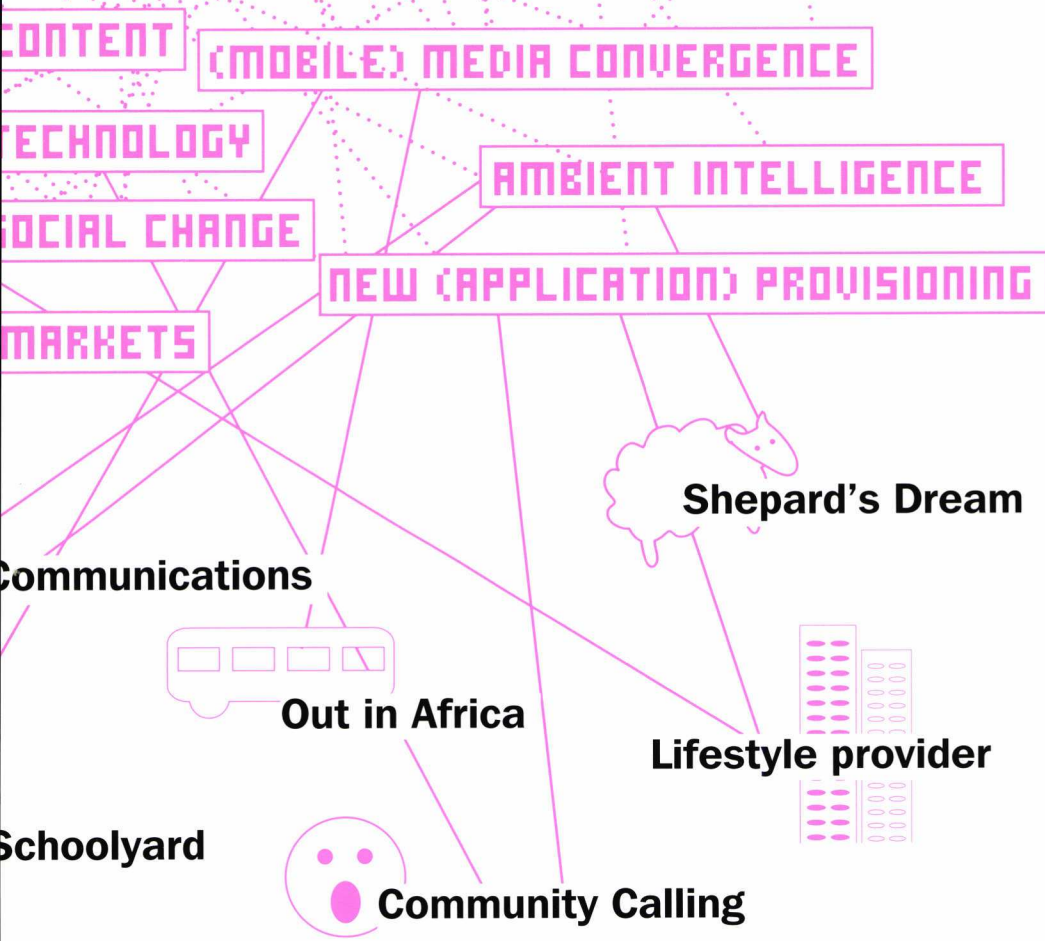 CONTENT
(MOBILE) MEDIA CONVERGENCE
TECHNOLOGY
AMBIENT INTELLIGENCE
SOCIAL CHANGE
NEW (APPLICATION) PROVISIONING
MARKETS
Shepard's Dream
Communications
Out in Africa
Lifestyle provider
Schoolyard
Community Calling